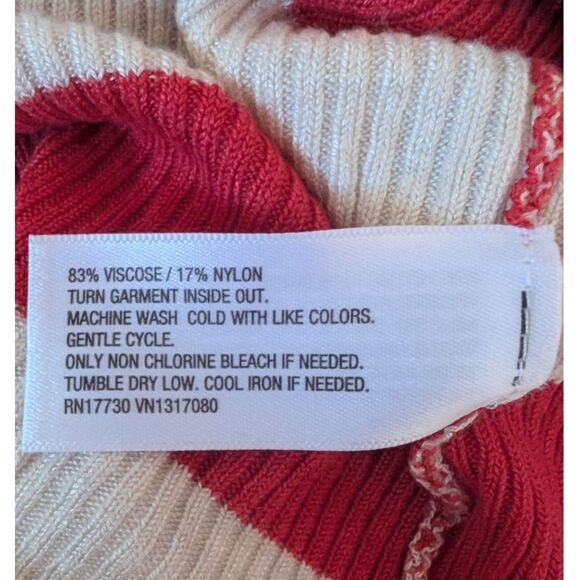 83% VISCOSE / 17% NYLON
TURN GARMENT INSIDE OUT.
MACHINE WASH COLD WITH LIKE COLORS.
GENTLE CYCLE.
ONLY NON CHLORINE BLEACH IF NEEDED.
TUMBLE DRY LOW. COOL IRON IF NEEDED.
RN17730 VN1317080